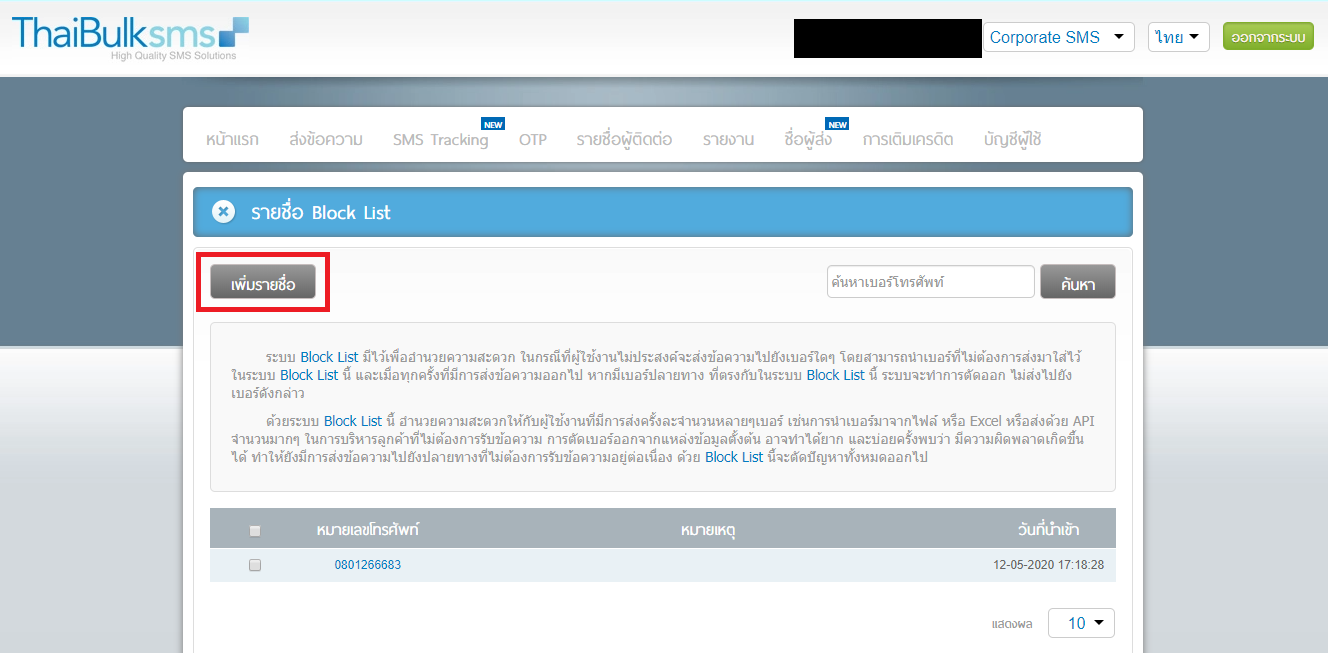 ThaiBulksms
High Quality SMS Solutions
Corporate SMS
ไทย
ออกจากระบบ
หน้าแรก ส่งข้อความ SMS Tracking NEW OTP รายชื่อผู้ติดต่อ รายงาน ชื่อผู้ส่ง NEW การเติมเครดิต บัญชีผู้ใช้
รายชื่อ Block List
เพิ่มรายชื่อ
ค้นหาเบอร์โทรศัพท์
ค้นหา
ระบบ Block List มีไว้เพื่ออำนวยความสะดวก ในกรณีที่ผู้ใช้งานไม่ประสงค์จะส่งข้อความไปยังเบอร์ใดๆ โดยสามารถนำเบอร์ที่ไม่ต้องการส่งมาใส่ไว้
ในระบบ Block List นี้ และเมื่อทุกครั้งที่มีการส่งข้อความออกไป หากมีเบอร์ปลายทาง ที่ตรงกับในระบบ Block List นี้ ระบบจะทำการตัดออก ไม่ส่งไปยัง
เบอร์ดังกล่าว
ด้วยระบบ Block List นี้ อำนวยความสะดวกให้กับผู้ใช้งานที่มีการส่งครั้งละจำนวนหลายๆเบอร์ เช่นการนำเบอร์มาจากไฟล์ หรือ Excel หรือส่งด้วย API
จำนวนมากๆ ในการบริหารลูกค้าที่ไม่ต้องการรับข้อความ การตัดเบอร์ออกจากแหล่งข้อมูลตั้งต้น อาจทำได้ยาก และบ่อยครั้งพบว่า มีความผิดพลาดเกิดขึ้น
ได้ ทำให้ยังมีการส่งข้อความไปยังปลายทางที่ไม่ต้องการรับข้อความอยู่ต่อเนื่อง ด้วย Block List นี้จะตัดปัญหาทั้งหมดออกไป
หมายเลขโทรศัพท์ หมายเหตุ วันที่นำเข้า
0801266683 12-05-2020 17:18:28
แสดงผล 10